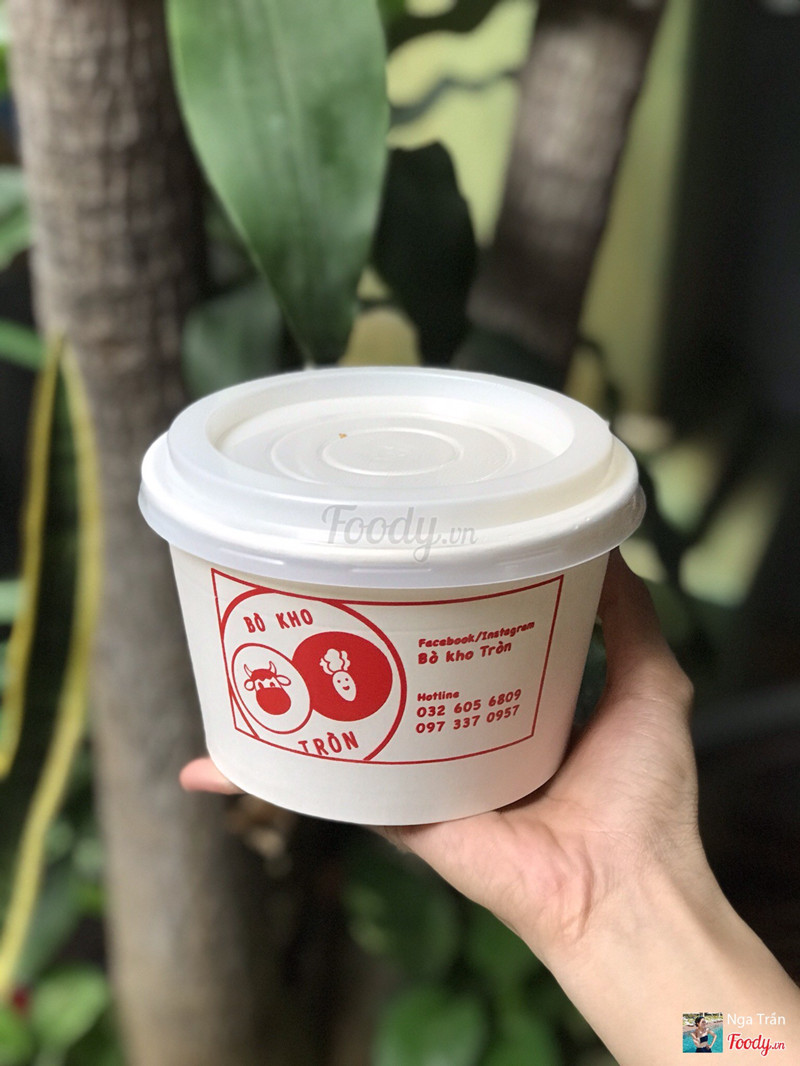 Foody.vn
BÒ KHO
TRÒN
Facebook/Instagram
Bò kho Tròn
Hotline
032 605 6809
097 337 0957
Nga Trần
Foody.vn